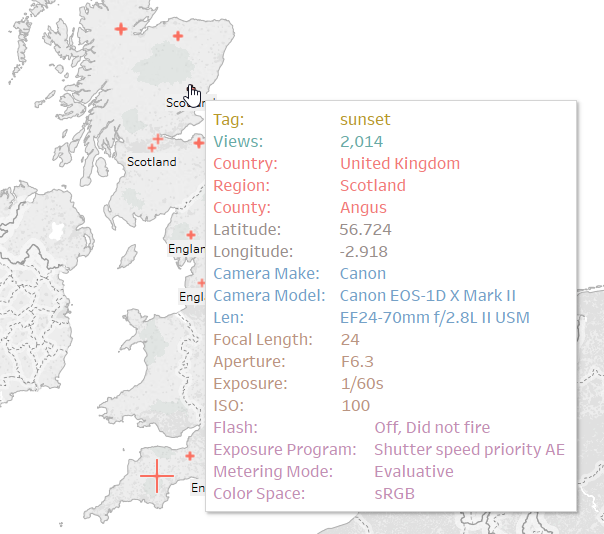 Scotland
Scotland
Englan
Engl
En
Tag: sunset
Views: 2,014
Country: United Kingdom
Region: Scotland
County: Angus
Latitude: 56.724
Longitude: -2.918
Camera Make: Canon
Camera Model: Canon EOS-1D X Mark II
Len: EF24-70mm f/2.8L II USM
Focal Length: 24
Aperture: F6.3
Exposure: 1/60s
ISO: 100
Flash: Off, Did not fire
Exposure Program: Shutter speed priority AE
Metering Mode: Evaluative
Color Space: sRGB